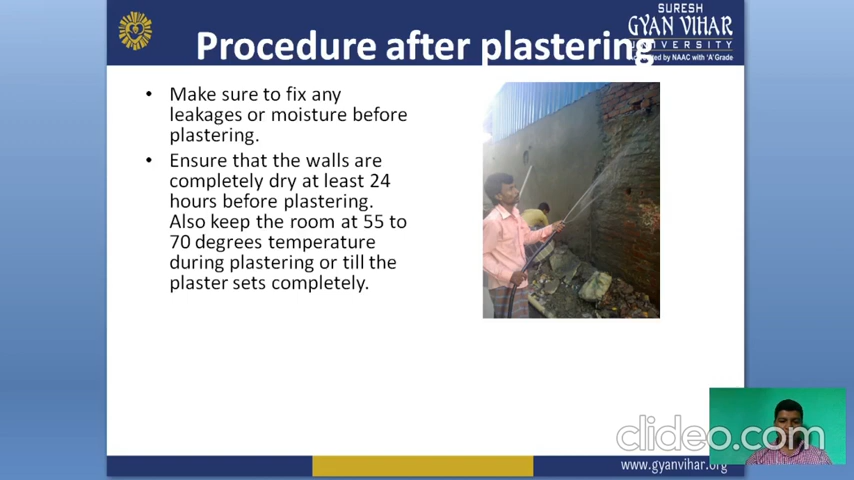 SURESH
GYAN VIHAR
UNIVERSITY
Accredited by NAAC with 'A' Grade
Procedure after plastering
• Make sure to fix any
leakages or moisture before
plastering.
• Ensure that the walls are
completely dry at least 24
hours before plastering.
Also keep the room at 55 to
70 degrees temperature
during plastering or till the
plaster sets completely.
clideo.com
www.gyanvihar.org